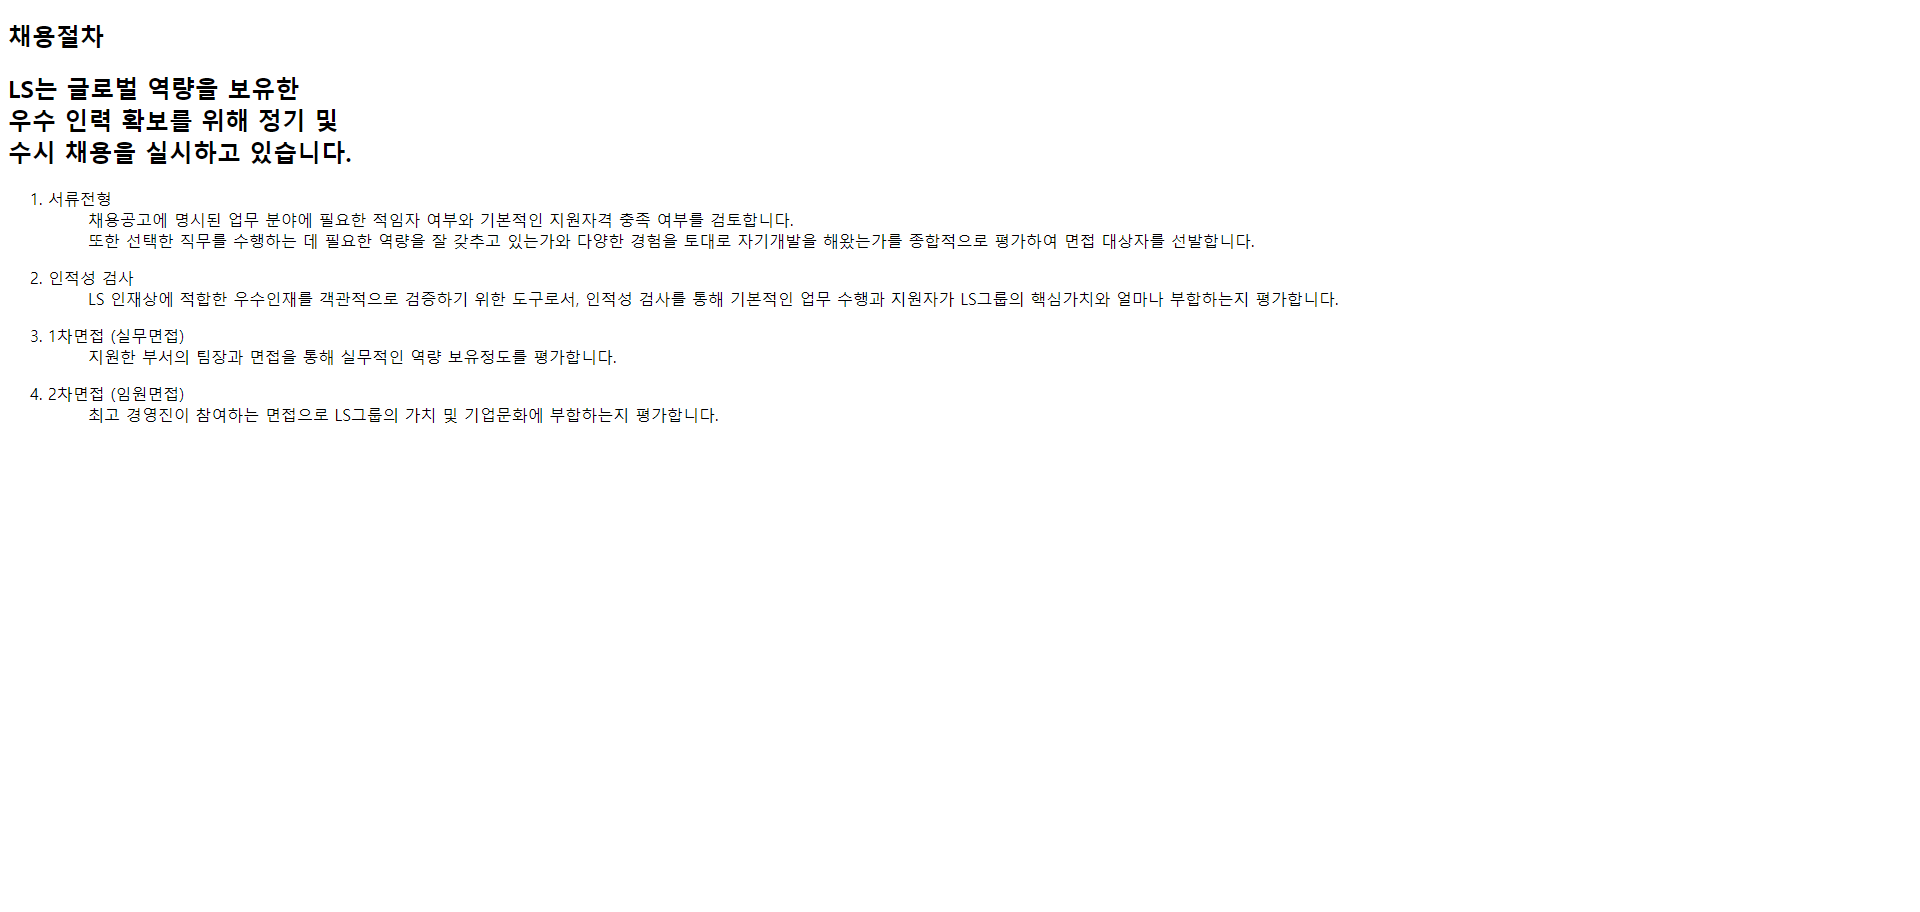 채용절차
LS는 글로벌 역량을 보유한
우수 인력 확보를 위해 정기 및
수시 채용을 실시하고 있습니다.
1. 서류전형
채용공고에 명시된 업무 분야에 필요한 적임자 여부와 기본적인 지원자격 충족 여부를 검토합니다.
또한 선택한 직무를 수행하는 데 필요한 역량을 잘 갖추고 있는가와 다양한 경험을 토대로 자기개발을 해왔는가를 종합적으로 평가하여 면접 대상자를 선발합니다.
2. 인적성 검사
LS 인재상에 적합한 우수인재를 객관적으로 검증하기 위한 도구로서, 인적성 검사를 통해 기본적인 업무 수행과 지원자가 LS그룹의 핵심가치와 얼마나 부합하는지 평가합니다.
3. 1차면접 (실무면접)
지원한 부서의 팀장과 면접을 통해 실무적인 역량 보유정도를 평가합니다.
4. 2차면접 (임원면접)
최고 경영진이 참여하는 면접으로 LS그룹의 가치 및 기업문화에 부합하는지 평가합니다.